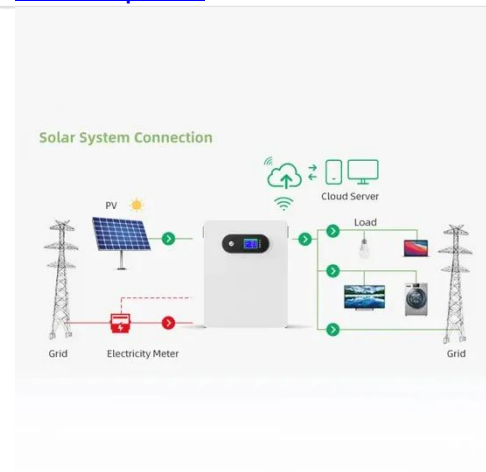 Solar System Connection
Cloud Server
PV
Load
Grid
Electricity Meter
Grid